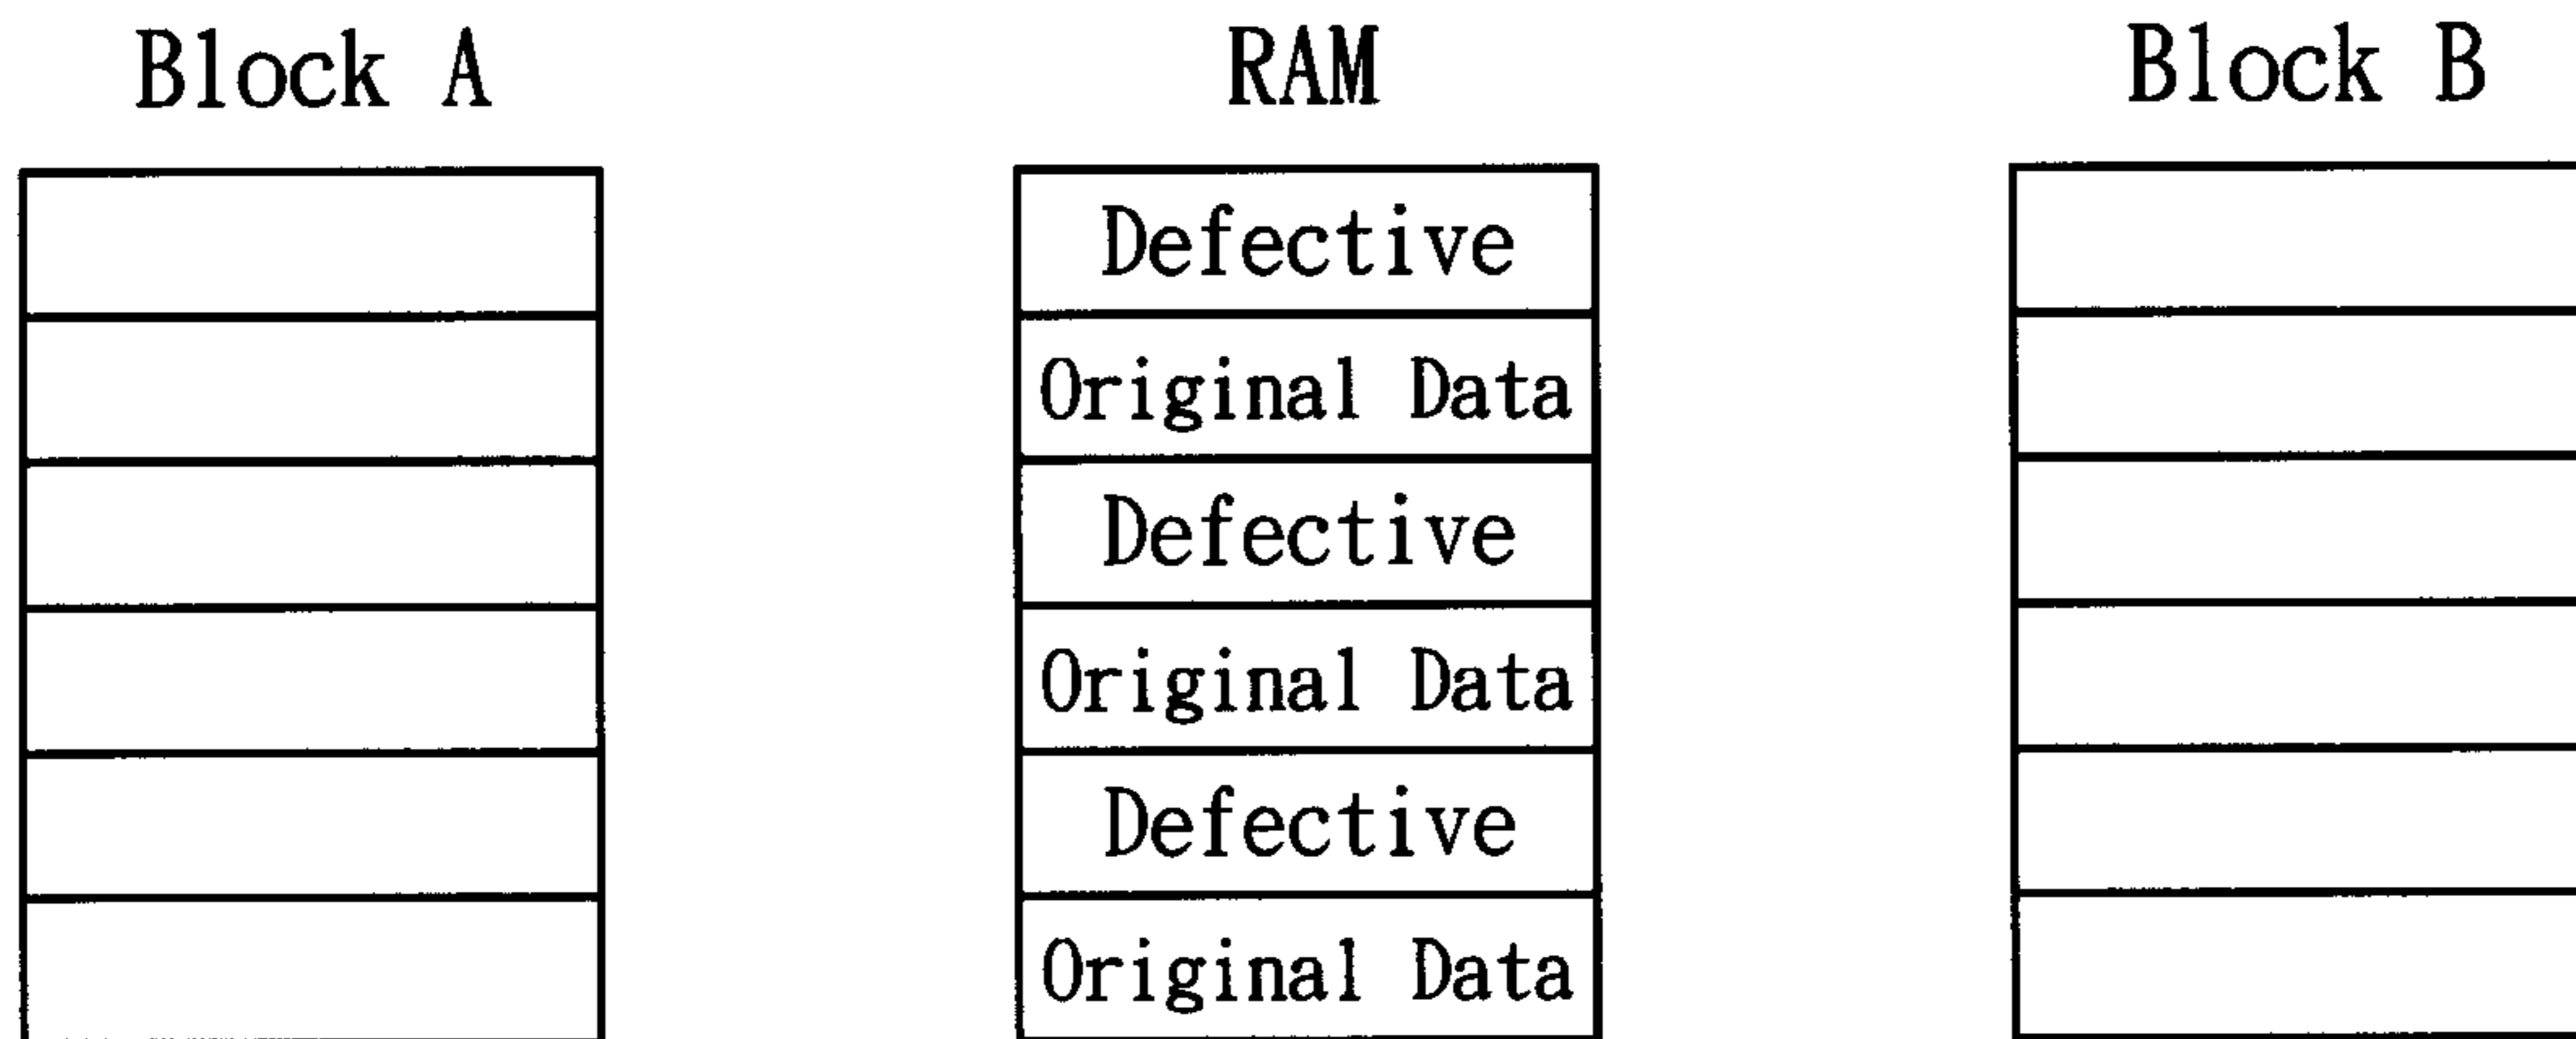 Block A RAM Block B
Defective
Original Data
Defective
Original Data
Defective
Original Data